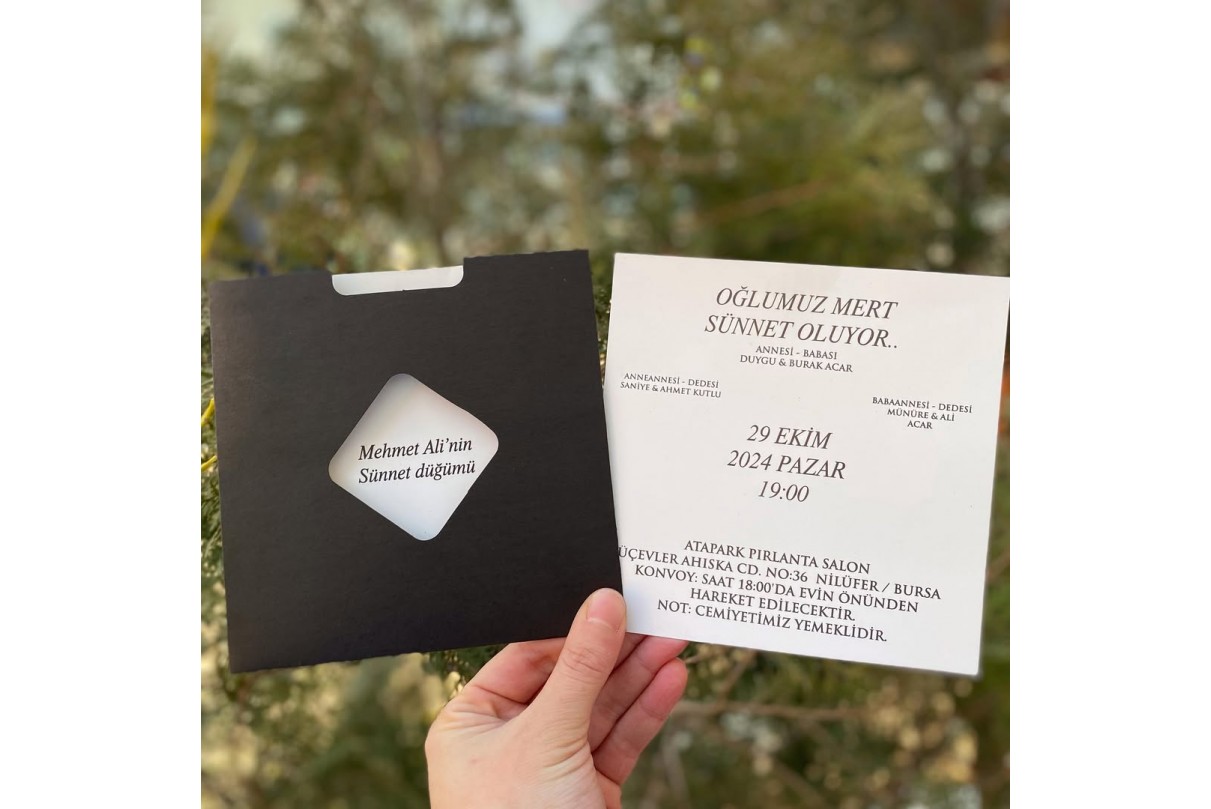 Mehmet Ali’nin
Sünnet düğümü
OĞLUMUZ MERT
SÜNNET OLUYOR..
ANNESİ - BABASI
DUYGU & BURAK ACAR
ANNEANNESİ - DEDESİ
SANİYE & AHMET KUTLU
BABAANNESİ - DEDESİ
MÜNÜRE & ALİ
ACAR
29 EKİM
2024 PAZAR
19:00
ATAPARK PIRLANTA SALON
ÜÇEVLER AHISKA CD. NO:36 NİLÜFER / BURSA
KONVOY: SAAT 18:00'DA EVİN ÖNÜNDEN
HAREKET EDİLECEKTİR.
NOT: CEMİYETİMİZ YEMEKLİDİR.